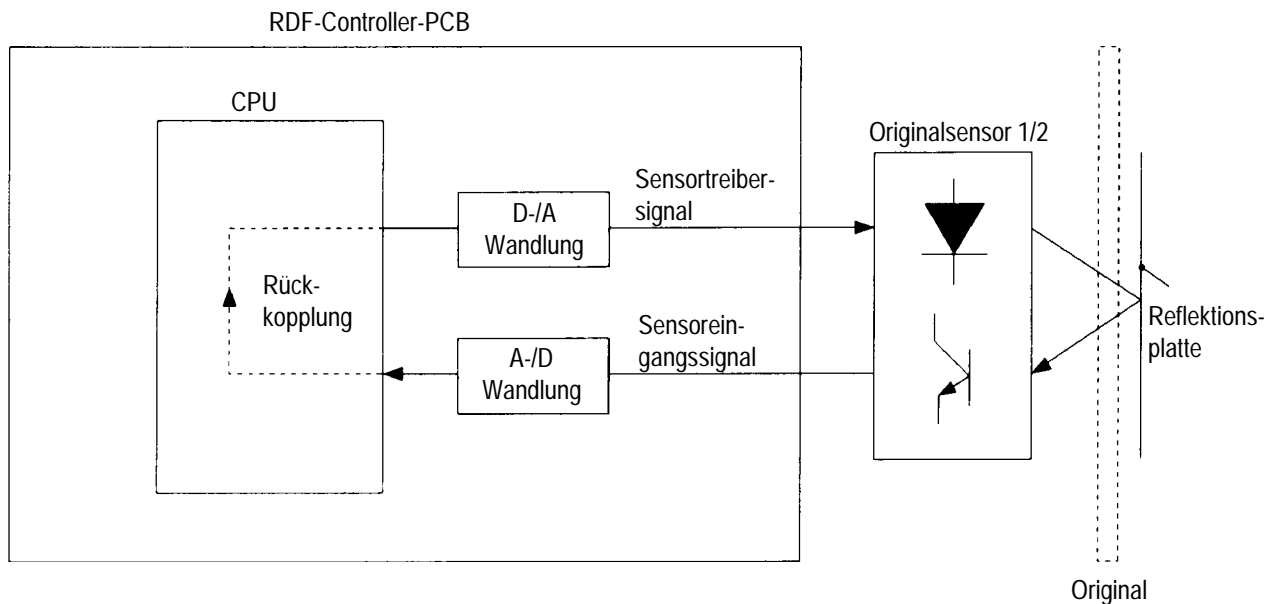 RDF-Controller-PCB
CPU
Originalsensor 1/2
Sensortreiber-
signal
D-/A
Wandlung
Rück-
kopplung
Sensorein-
gangssignal
A-/D
Wandlung
Reflektions-
platte
Original